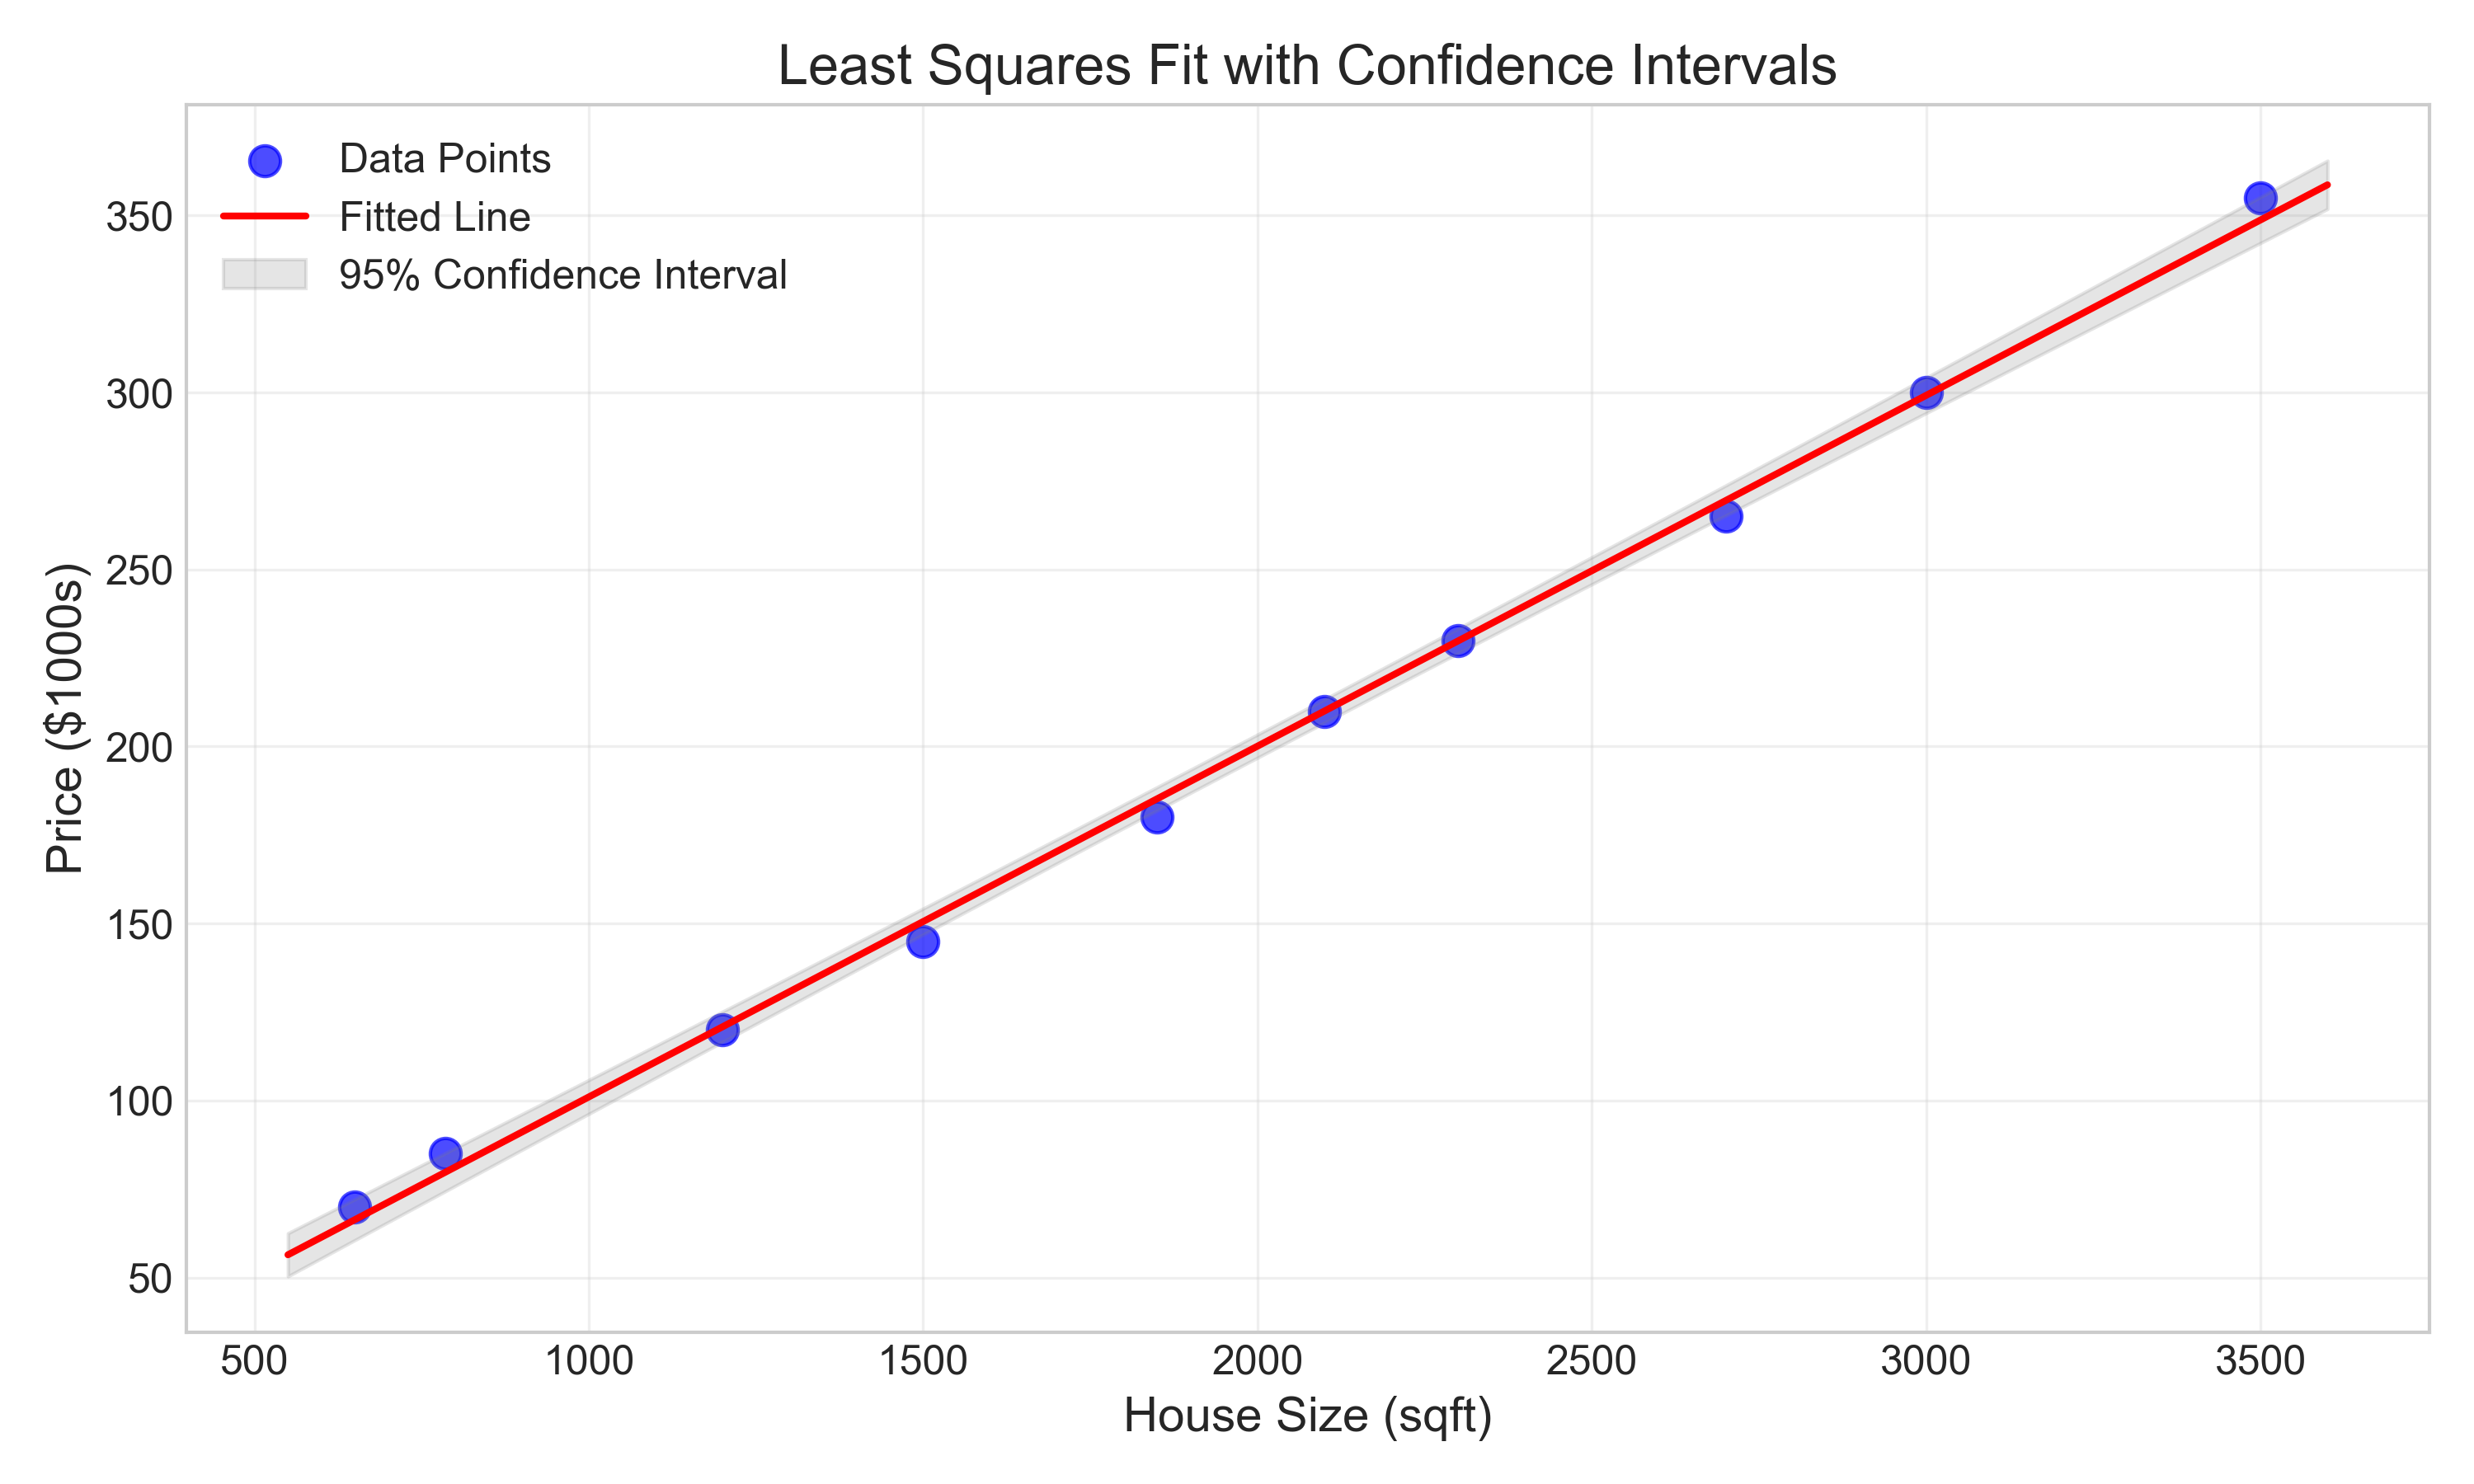 Least Squares Fit with Confidence Intervals
Data Points
Fitted Line
95% Confidence Interval
Price ($1000s)
350
300
250
200
150
100
50
500 1000 1500 2000 2500 3000 3500
House Size (sqft)